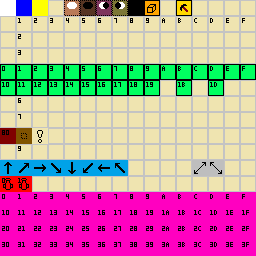 1 2 3 4 5 6 7 8 9 A B C D E F
2
3
0 1 2 3 4 5 6 7 8 9 A B C D E F
10 11 12 13 14 15 16 17 18 19 1B 1D
6
7
!
9
0 1 2 3 4 5 6 7 8 9 A B C D E F
10 11 12 13 14 15 16 17 18 19 1A 1B 1C 1D 1E 1F
20 21 22 23 24 25 26 27 28 29 2A 2B 2C 2D 2E 2F
30 31 32 33 34 35 36 37 38 39 3A 3B 3C 3D 3E 3F